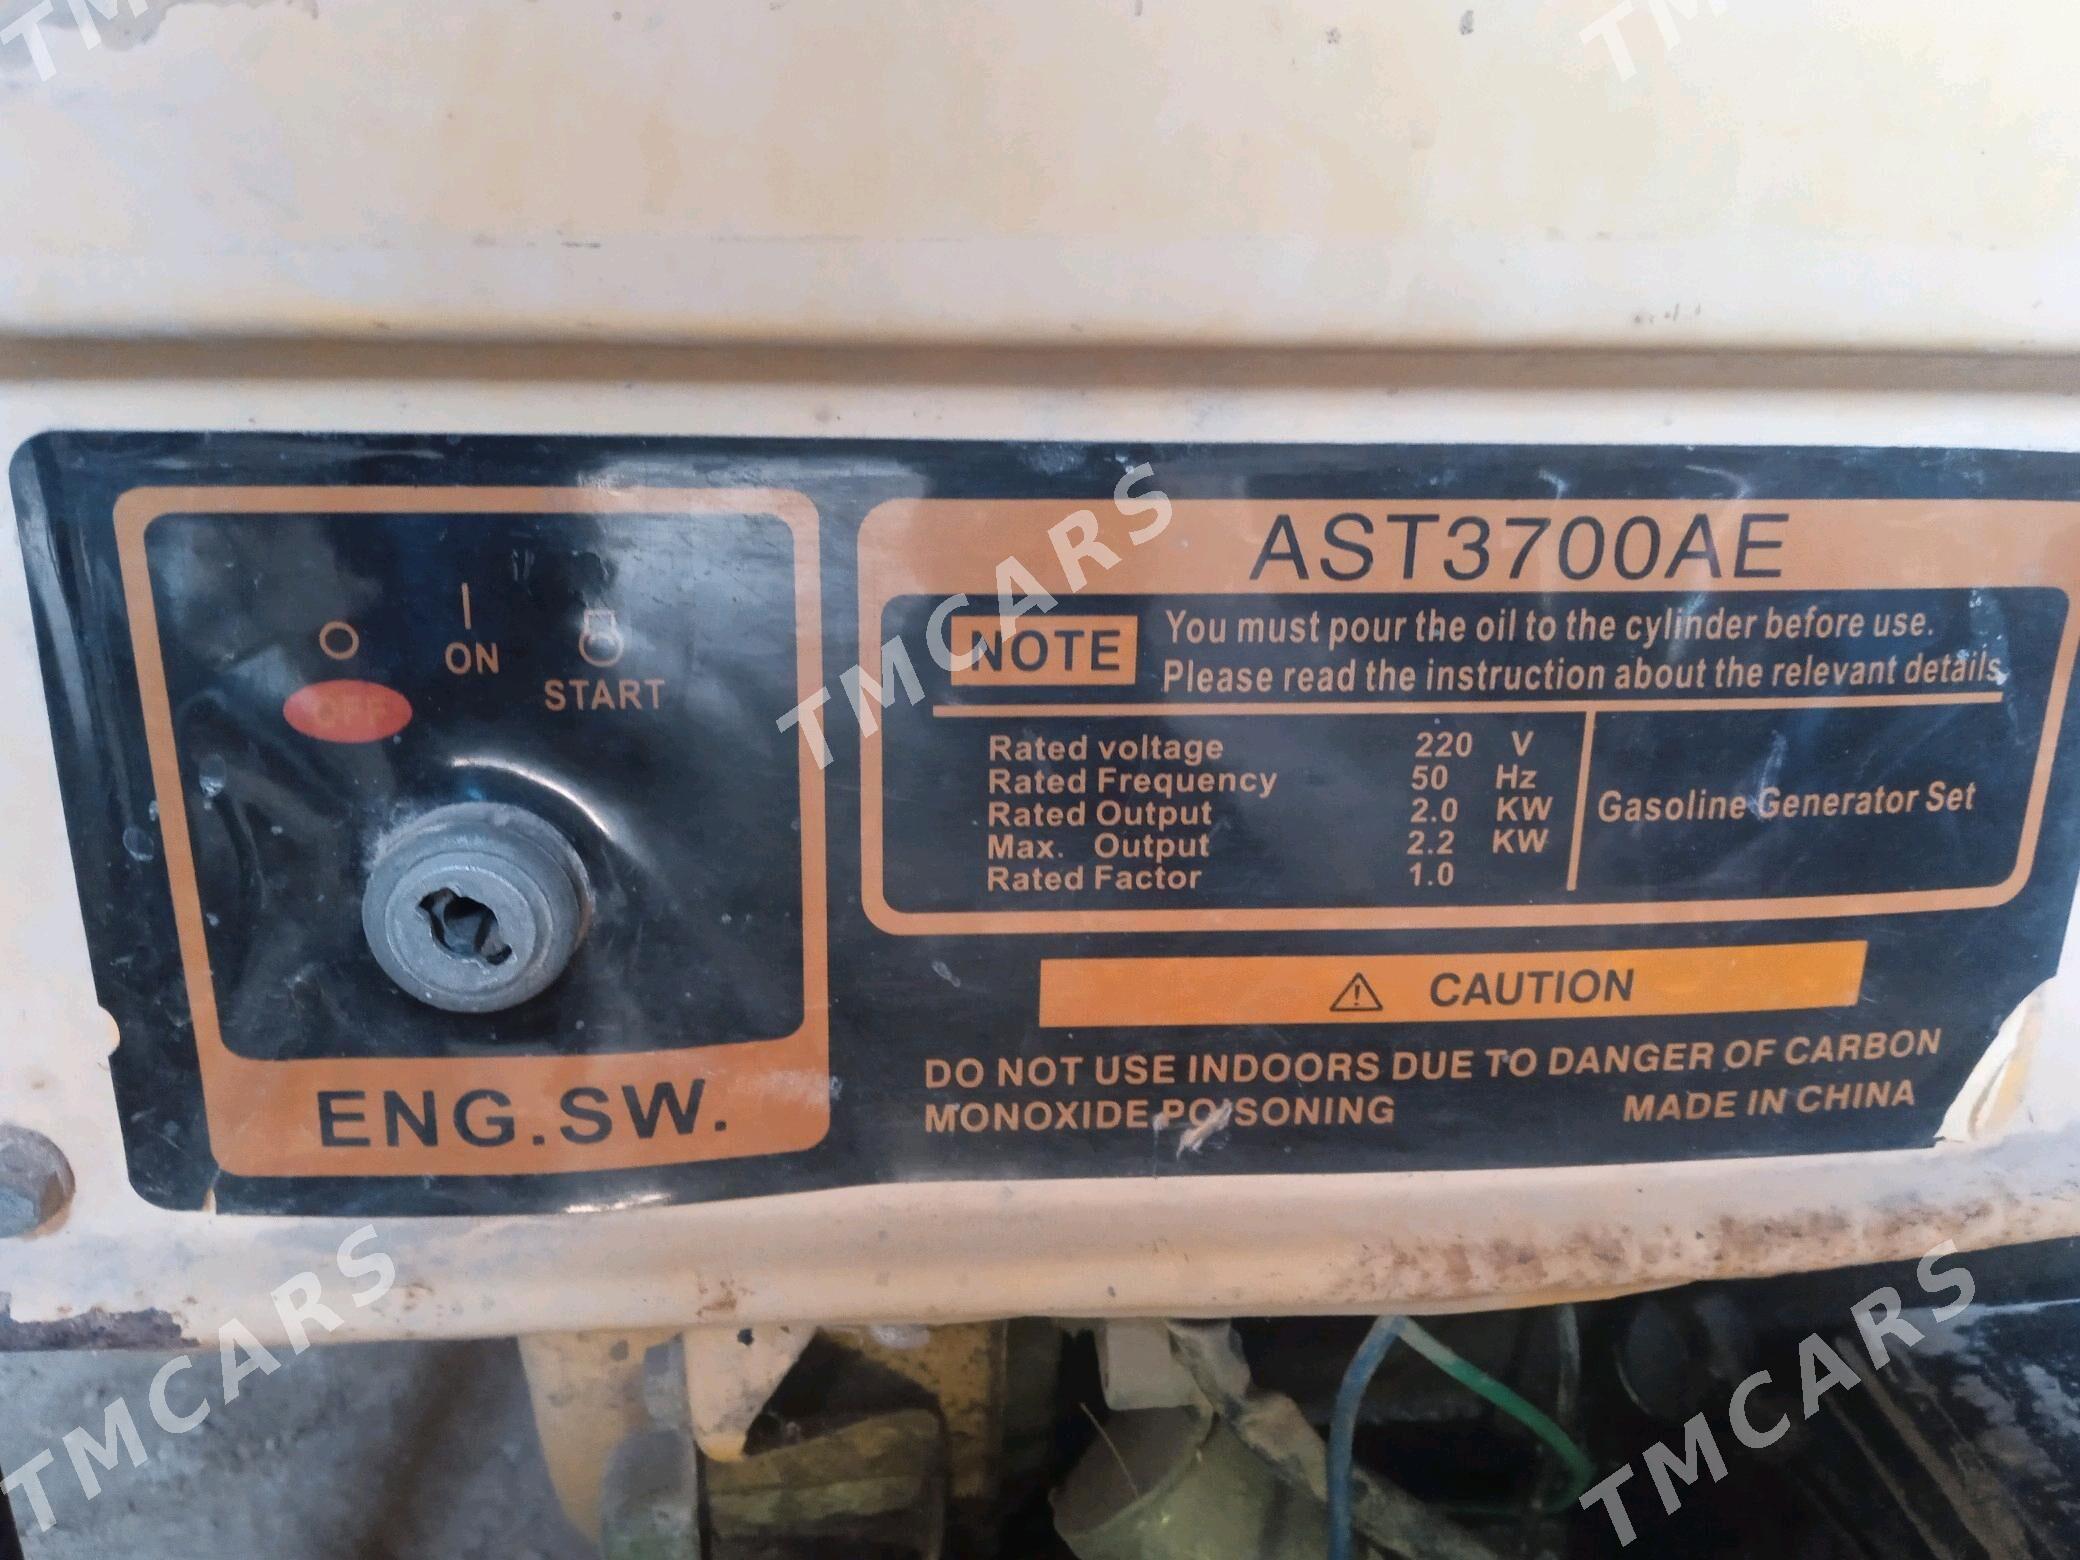 ON
START
OFF
ENG.SW.
AST3700AE
NOTE
You must pour the oil to the cylinder before use.
Please read the instruction about the relevant details.
Rated voltage 220 V
Rated Frequency 50 Hz
Rated Output 2.0 KW
Max. Output 2.2 KW
Rated Factor 1.0
Gasoline Generator Set
CAUTION
DO NOT USE INDOORS DUE TO DANGER OF CARBON
MONOXIDE POISONING MADE IN CHINA
TMCARS
TMCARS
TMCARS